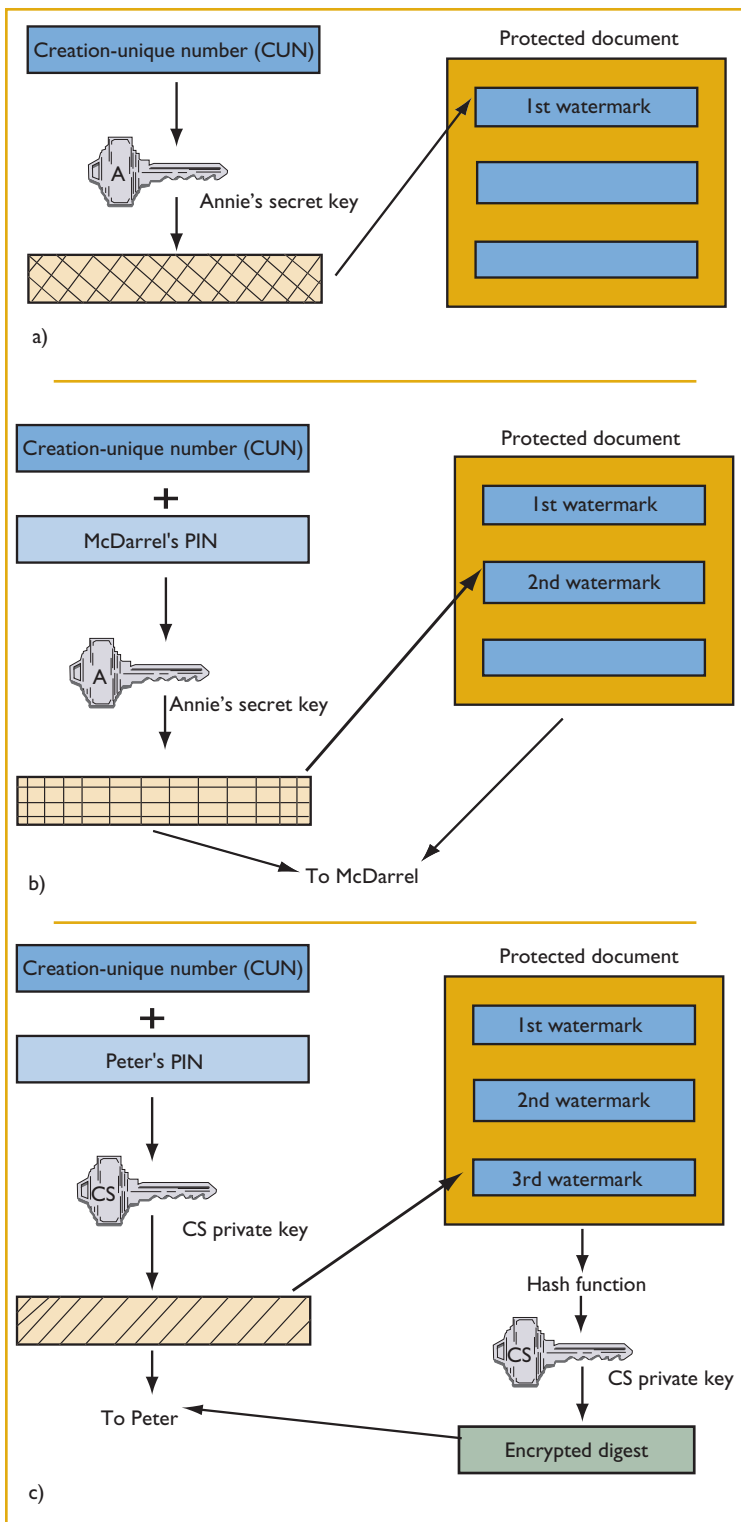 Creation-unique number (CUN)
A
Annie's secret key
Protected document
1st watermark
a)
Creation-unique number (CUN)
+
McDarrel's PIN
A
Annie's secret key
Protected document
1st watermark
2nd watermark
To McDarrel
b)
Creation-unique number (CUN)
+
Peter's PIN
CS
CS private key
To Peter
Protected document
1st watermark
2nd watermark
3rd watermark
Hash function
CS
CS private key
Encrypted digest
c)